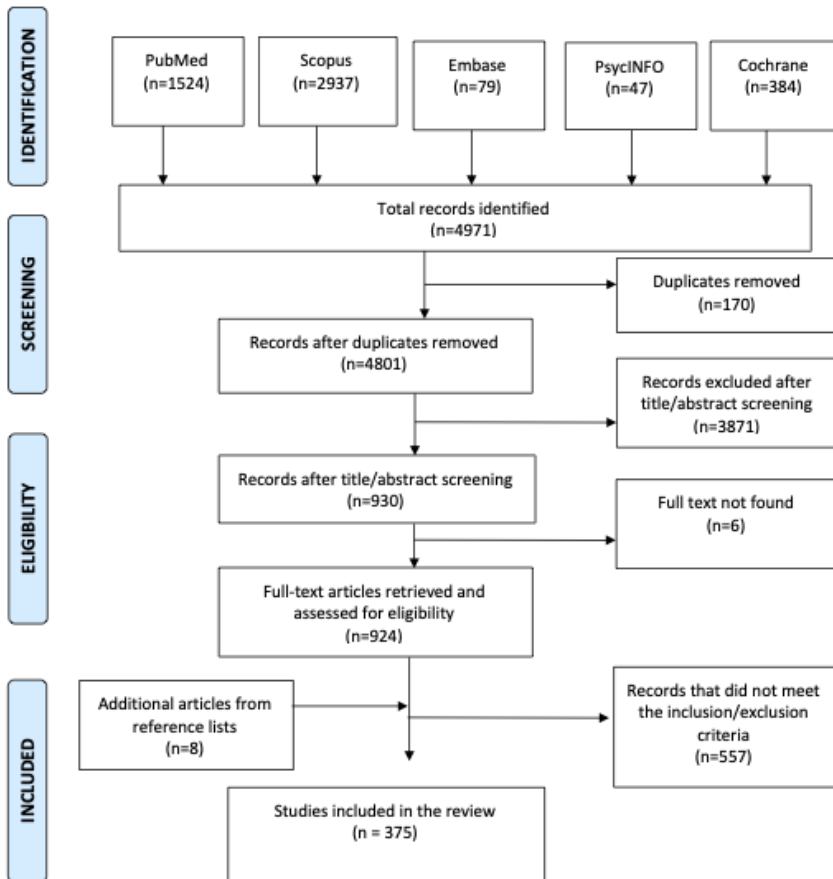 IDENTIFICATION
PubMed
(n=1524)
Scopus
(n=2937)
Embase
(n=79)
PsycINFO
(n=47)
Cochrane
(n=384)
Total records identified
(n=4971)
SCREENING
Duplicates removed
(n=170)
Records after duplicates removed
(n=4801)
Records excluded after
title/abstract screening
(n=3871)
ELIGIBILITY
Records after title/abstract screening
(n=930)
Full text not found
(n=6)
Full-text articles retrieved and
assessed for eligibility
(n=924)
INCLUDED
Additional articles from
reference lists
(n=8)
Records that did not meet
the inclusion/exclusion
criteria
(n=557)
Studies included in the review
(n = 375)